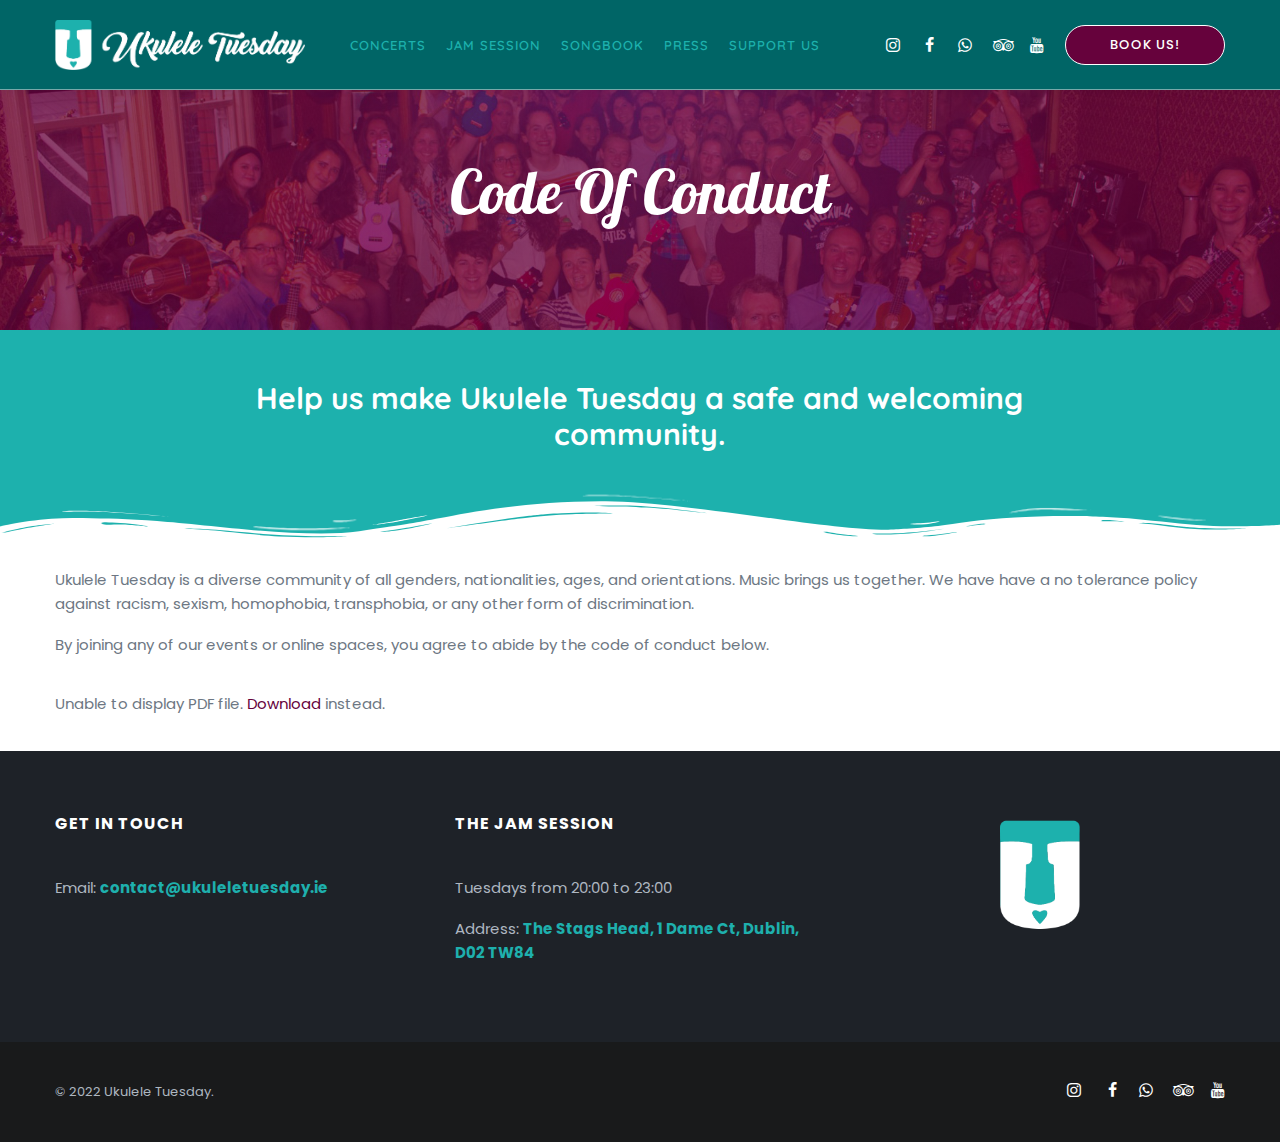 Ukulele Tuesday
CONCERTS JAM SESSION SONGBOOK PRESS SUPPORT US
You Tube
BOOK US!
Code Of Conduct
Help us make Ukulele Tuesday a safe and welcoming
community.
Ukulele Tuesday is a diverse community of all genders, nationalities, ages, and orientations. Music brings us together. We have have a no tolerance policy
against racism, sexism, homophobia, transphobia, or any other form of discrimination.
By joining any of our events or online spaces, you agree to abide by the code of conduct below.
Unable to display PDF file. Download instead.
GET IN TOUCH
Email: contact@ukuleletuesday.ie
THE JAM SESSION
Tuesdays from 20:00 to 23:00
Address: The Stags Head, 1 Dame Ct, Dublin,
D02 TW84
© 2022 Ukulele Tuesday.
You Tube